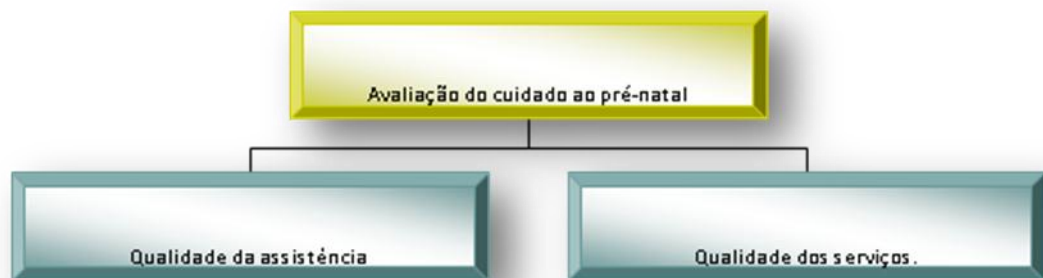 Avaliação do cuidado ao pré-natal
Qualidade da assistência
Qualidade dos serviços.